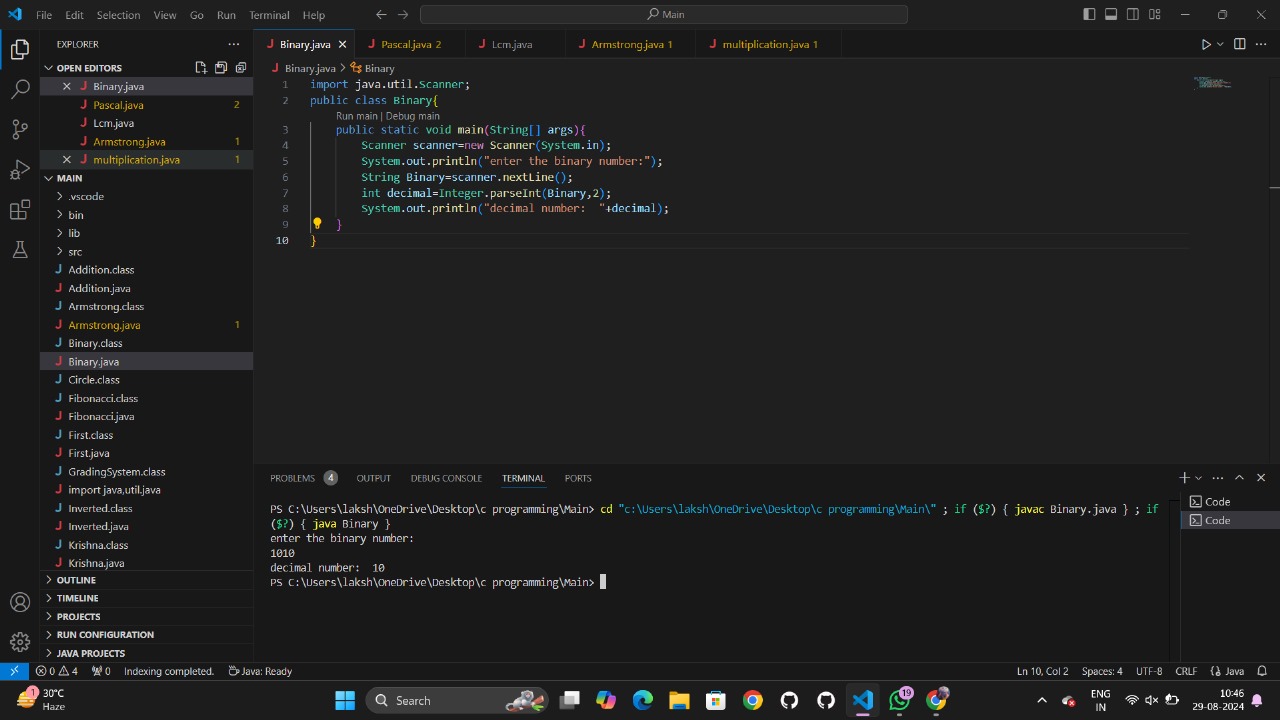 File Edit Selection View Go Run Terminal Help
Main
EXPLORER
OPEN EDITORS
Binary.java
Pascal.java 2
Lcm.java
Armstrong.java 1
multiplication.java 1
MAIN
.vscode
bin
lib
src
Addition.class
Addition.java
Armstrong.class
Armstrong.java 1
Binary.class
Binary.java
Circle.class
Fibonacci.class
Fibonacci.java
First.class
First.java
GradingSystem.class
import java,util.java
Inverted.class
Inverted.java
Krishna.class
Krishna.java
OUTLINE
TIMELINE
PROJECTS
RUN CONFIGURATION
JAVA PROJECTS
Binary.java Pascal.java 2 Lcm.java Armstrong.java 1 multiplication.java 1
Binary.java > Binary
1 import java.util.Scanner;
2 public class Binary{
Run main | Debug main
3 public static void main(String[] args){
4 Scanner scanner=new Scanner(System.in);
5 System.out.println("enter the binary number:");
6 String Binary=scanner.nextLine();
7 int decimal=Integer.parseInt(Binary,2);
8 System.out.println("decimal number:  "+decimal);
9 }
10 }
PROBLEMS 4 OUTPUT DEBUG CONSOLE TERMINAL PORTS
PS C:\Users\laksh\OneDrive\Desktop\c programming\Main> cd "c:\Users\laksh\OneDrive\Desktop\c programming\Main\" ; if ($?) { javac Binary.java } ; if
($?) { java Binary }
enter the binary number:
1010
decimal number:  10
PS C:\Users\laksh\OneDrive\Desktop\c programming\Main>
Code
Code
0 4 0 Indexing completed. Java: Ready Ln 10, Col 2 Spaces: 4 UTF-8 CRLF Java
1 30°C
Haze
Search
19
ENG
IN
10:46
29-08-2024